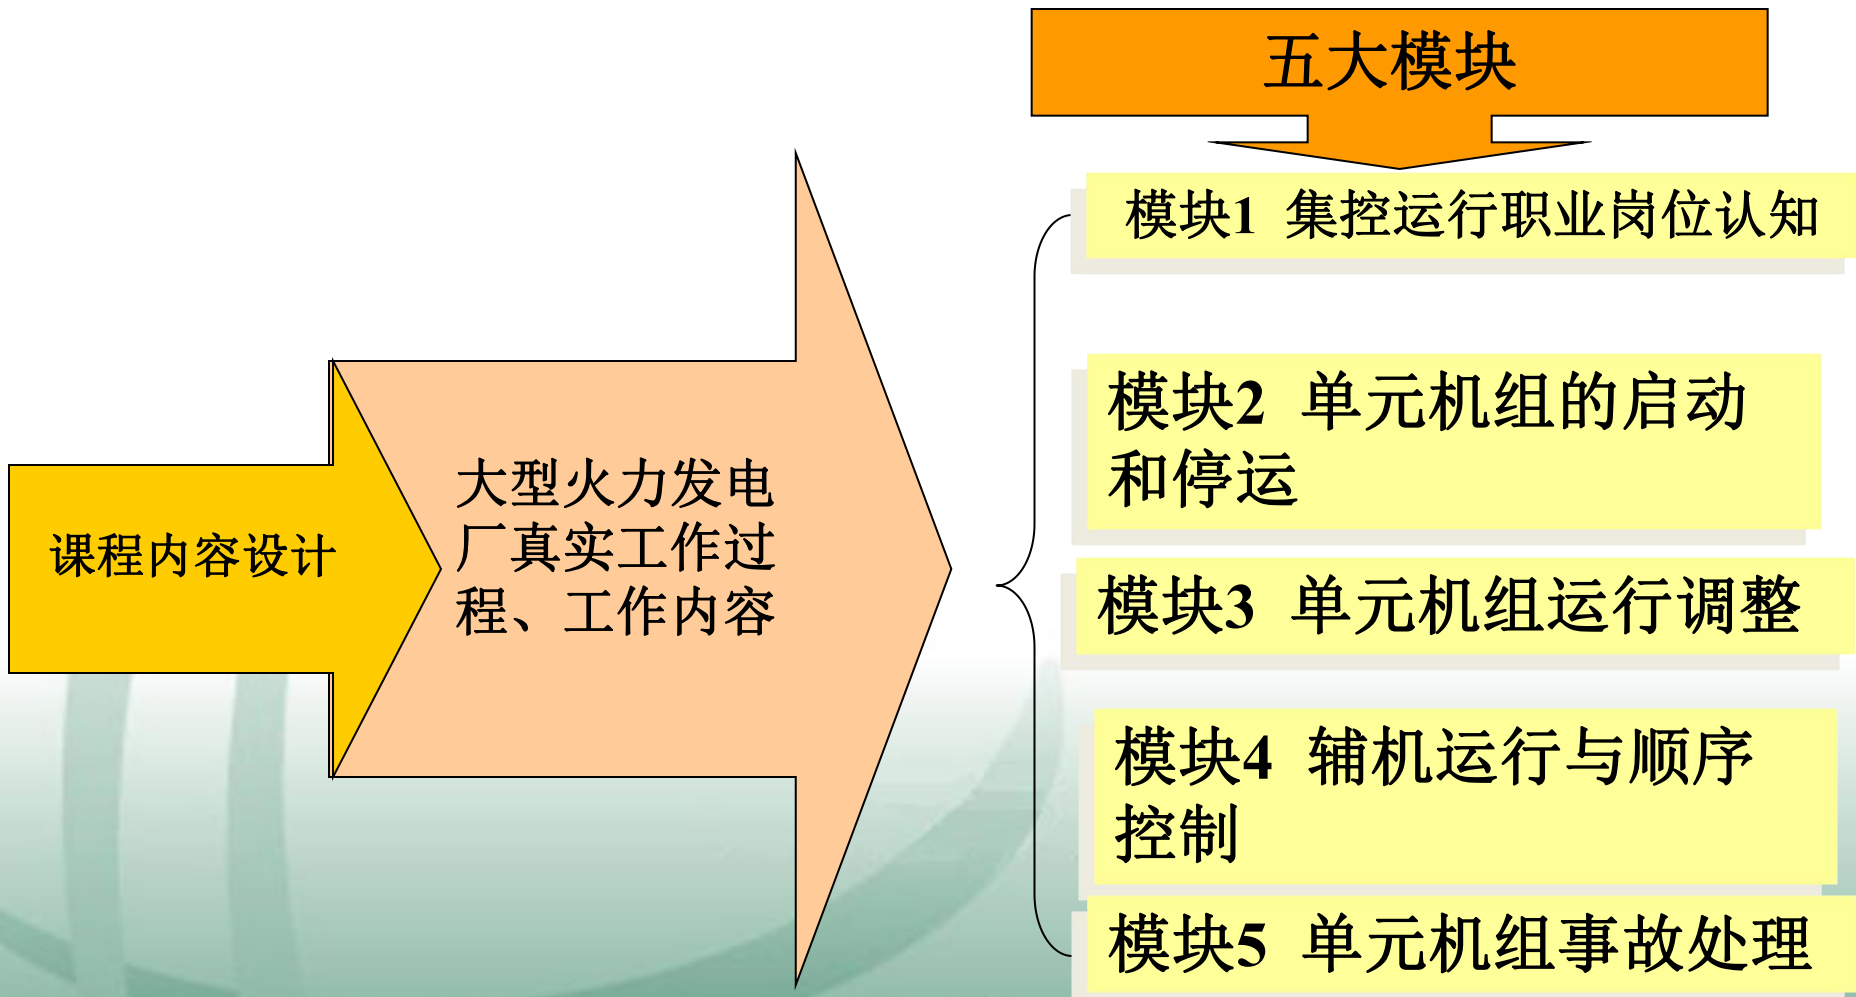 五大模块
课程内容设计
大型火力发电
厂真实工作过
程、工作内容
模块1 集控运行职业岗位认知
模块2 单元机组的启动
和停运
模块3 单元机组运行调整
模块4 辅机运行与顺序
控制
模块5 单元机组事故处理